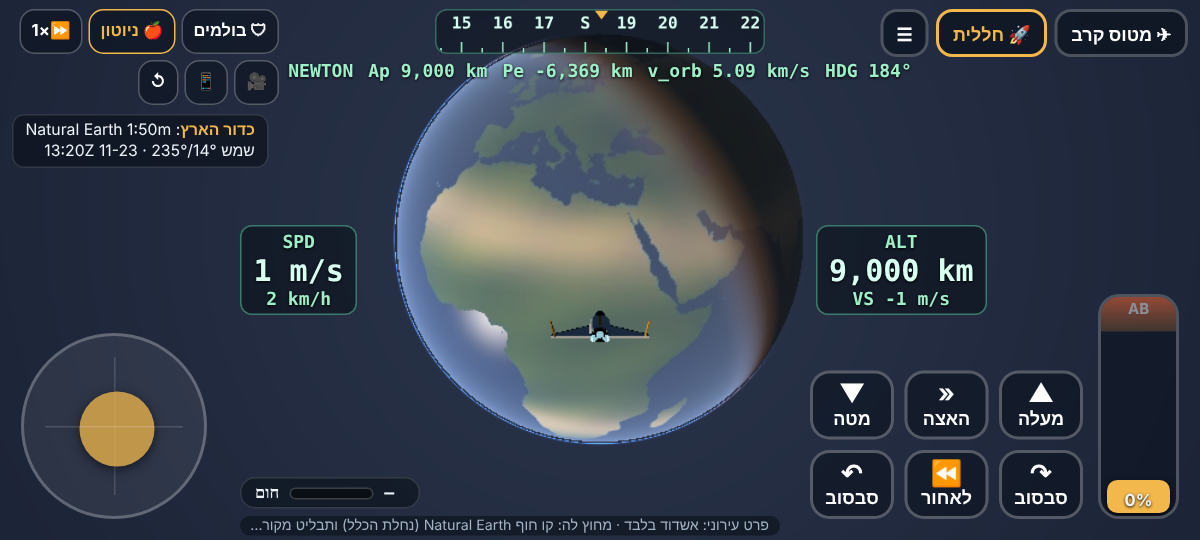 1×⏩
🍎 ניוטון
🛡 בולמים
15 16 17 S 19 20 21 22
☰
🚀 חללית
✈ מטוס קרב
NEWTON Ap 9,000 km Pe -6,369 km v_orb 5.09 km/s HDG 184°
כדור הארץ: Natural Earth 1:50m
שמש 235°/14° · 11-23 13:20Z
SPD
1 m/s
2 km/h
ALT
9,000 km
VS -1 m/s
AB
▼ מטה
» האצה
▲ מעלה
↶ סבסוב
⏪ לאחור
↷ סבסוב
0%
חום –
פרט עירוני: אשדוד בלבד · מחוץ לה: קו חוף Natural Earth (נחלת הכלל) ותבליט מקור...